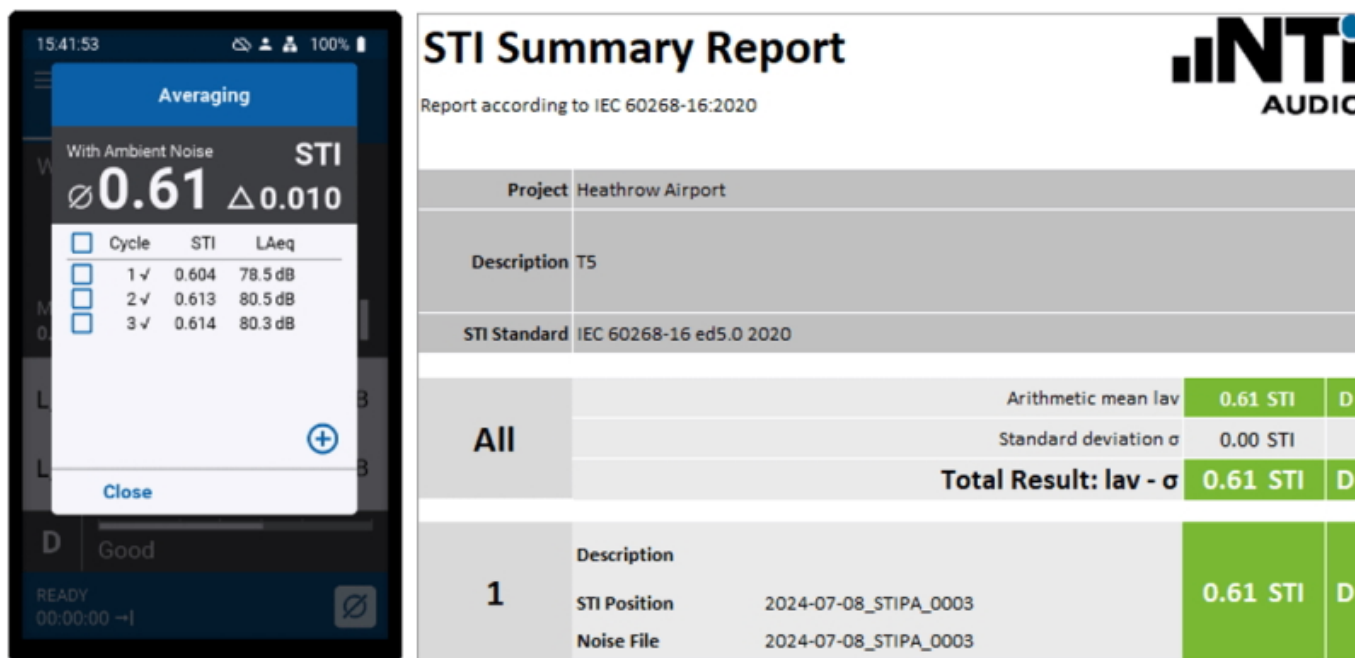 15:41:53 100%
Averaging
With Ambient Noise STI
∅0.61 △0.010
Cycle STI LAeq
1√ 0.604 78.5 dB
2√ 0.613 80.5 dB
3√ 0.614 80.3 dB
Close
D Good
READY
00:00:00
STI Summary Report
NTi
AUDIO
Report according to IEC 60268-16:2020
Project Heathrow Airport
Description T5
STI Standard IEC 60268-16 ed5.0 2020
All
Arithmetic mean lav 0.61 STI D
Standard deviation σ 0.00 STI
Total Result: lav - σ 0.61 STI D
1
Description
STI Position 2024-07-08_STIPA_0003
Noise File 2024-07-08_STIPA_0003
0.61 STI D